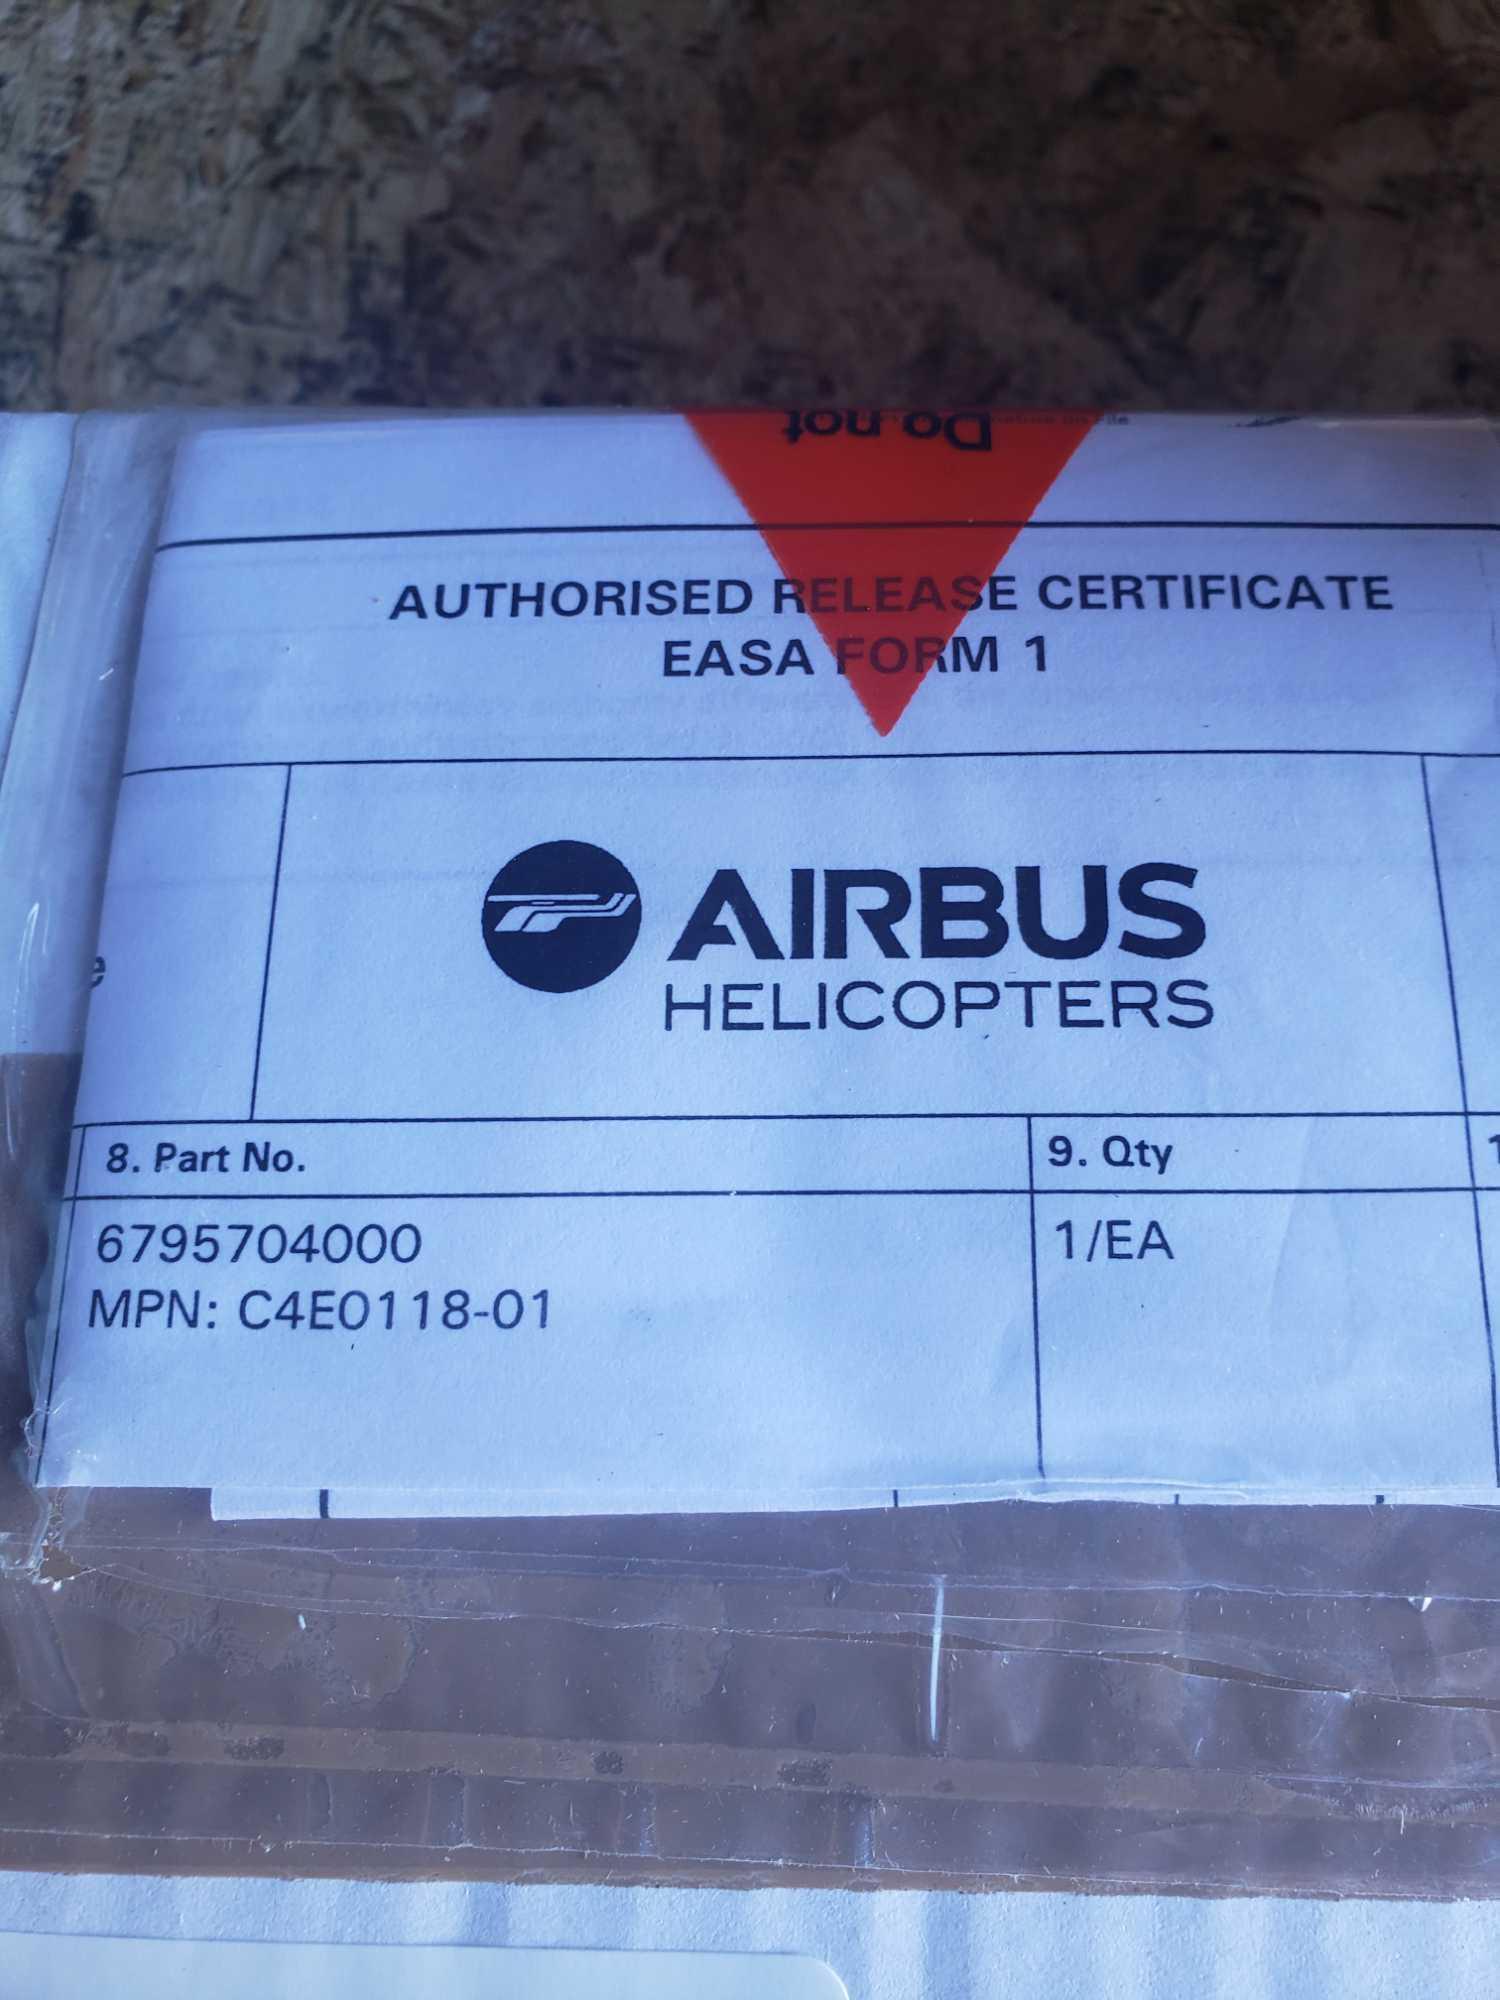 Do not
AUTHORISED RELEASE CERTIFICATE
EASA FORM 1
AIRBUS
HELICOPTERS
8. Part No.
9. Qty
6795704000
1/EA
MPN: C4E0118-01